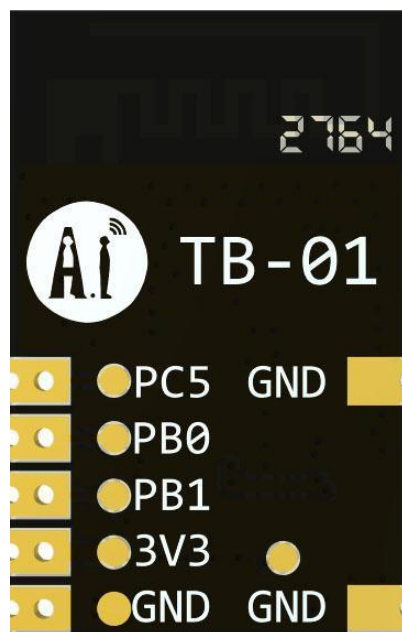 2764
A.i
TB-01
PC5 GND
PB0
PB1
3V3
GND GND